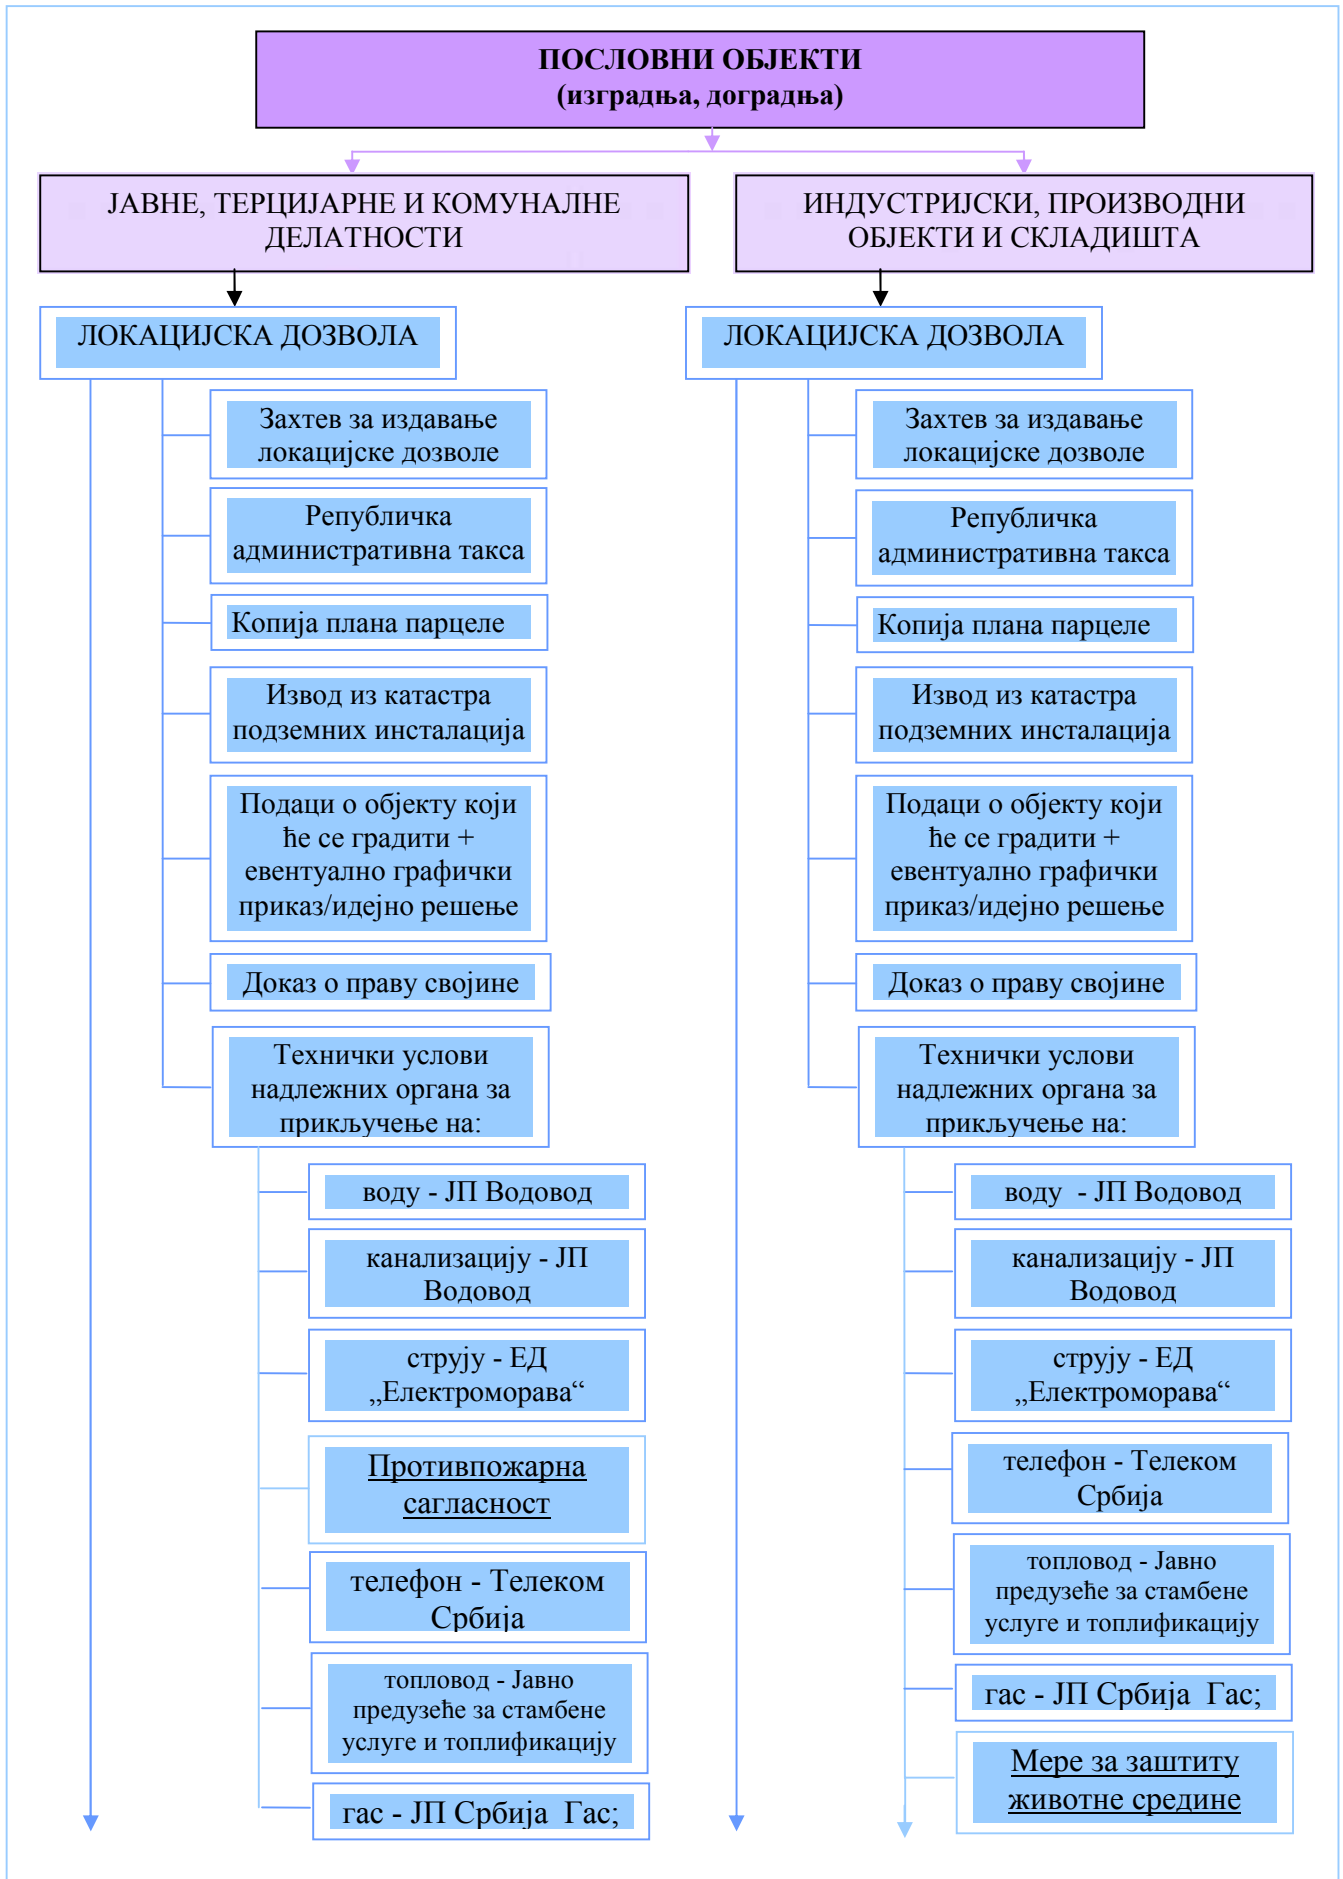 ПОСЛОВНИ ОБЈЕКТИ
(изградња, доградња)
ЈАВНЕ, ТЕРЦИЈАРНЕ И КОМУНАЛНЕ
ДЕЛАТНОСТИ
ЛОКАЦИЈСКА ДОЗВОЛА
Захтев за издавање
локацијске дозволе
Републичка
административна такса
Копија плана парцеле
Извод из катастра
подземних инсталација
Подаци о објекту који
ће се градити +
евентуално графички
приказ/идејно решење
Доказ о праву својине
Технички услови
надлежних органа за
прикључење на:
воду - ЈП Водовод
канализацију - ЈП
Водовод
струју - ЕД
„Електроморава“
Противпожарна
сагласност
телефон - Телеком
Србија
топловод - Јавно
предузеће за стамбене
услуге и топлификацију
гас - ЈП Србија  Гас;
ИНДУСТРИЈСКИ, ПРОИЗВОДНИ
ОБЈЕКТИ И СКЛАДИШТА
ЛОКАЦИЈСКА ДОЗВОЛА
Захтев за издавање
локацијске дозволе
Републичка
административна такса
Копија плана парцеле
Извод из катастра
подземних инсталација
Подаци о објекту који
ће се градити +
евентуално графички
приказ/идејно решење
Доказ о праву својине
Технички услови
надлежних органа за
прикључење на:
воду  - ЈП Водовод
канализацију - ЈП
Водовод
струју - ЕД
„Електроморава“
телефон - Телеком
Србија
топловод - Јавно
предузеће за стамбене
услуге и топлификацију
гас - ЈП Србија  Гас;
Мере за заштиту
животне средине